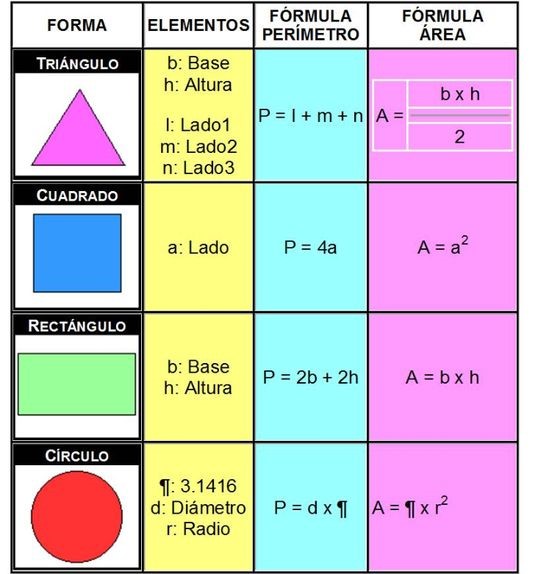 FORMA
ELEMENTOS
FÓRMULA
PERÍMETRO
FÓRMULA
ÁREA
TRIÁNGULO
b: Base
h: Altura
l: Lado1
m: Lado2
n: Lado3
P = l + m + n
A =
b x h
2
CUADRADO
a: Lado
P = 4a
A = a²
RECTÁNGULO
b: Base
h: Altura
P = 2b + 2h
A = b x h
CÍRCULO
¶: 3.1416
d: Diámetro
r: Radio
P = d x ¶
A = ¶ x r²